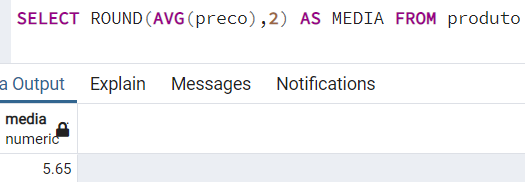 SELECT ROUND(AVG(preco),2) AS MEDIA FROM produto
a Output Explain Messages Notifications
media
numeric
5.65